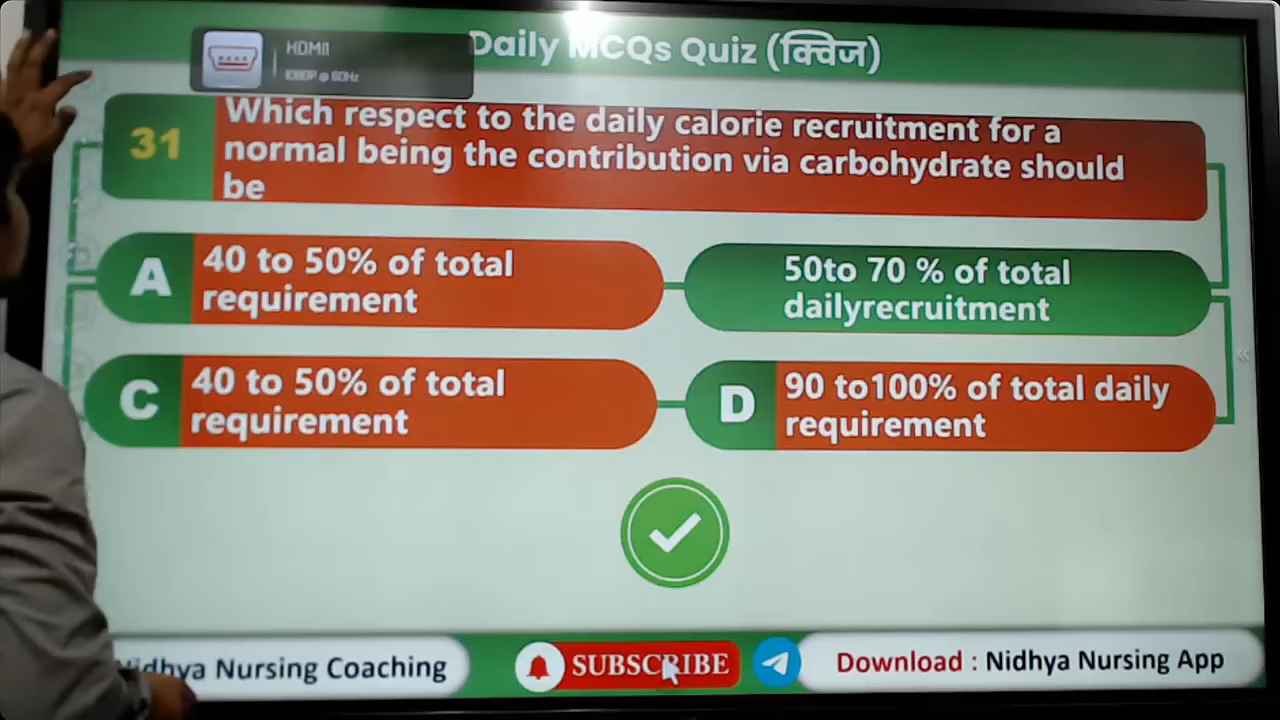 HDMI1
1080P @ 60Hz
Daily MCQs Quiz (क्विज)
31
Which respect to the daily calorie recruitment for a
normal being the contribution via carbohydrate should
be
A
40 to 50% of total
requirement
50to 70 % of total
dailyrecruitment
C
40 to 50% of total
requirement
D
90 to100% of total daily
requirement
Nidhya Nursing Coaching
SUBSCRIBE
Download : Nidhya Nursing App